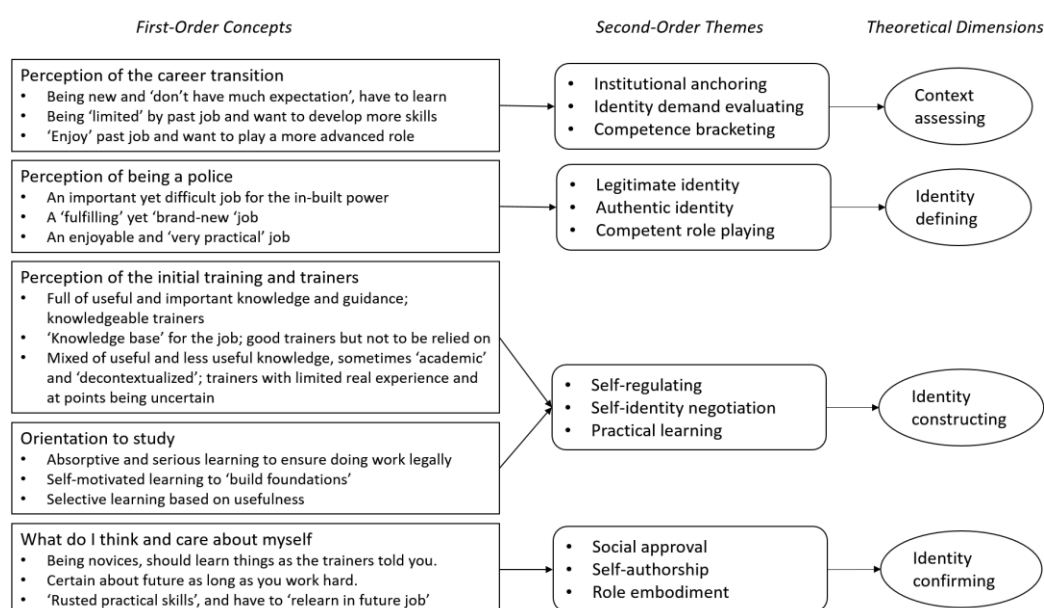 First-Order Concepts
Second-Order Themes
Theoretical Dimensions
Perception of the career transition
• Being new and ‘don’t have much expectation’, have to learn
• Being ‘limited’ by past job and want to develop more skills
• ‘Enjoy’ past job and want to play a more advanced role
• Institutional anchoring
• Identity demand evaluating
• Competence bracketing
Context
assessing
Perception of being a police
• An important yet difficult job for the in-built power
• A ‘fulfilling’ yet ‘brand-new ‘job
• An enjoyable and ‘very practical’ job
• Legitimate identity
• Authentic identity
• Competent role playing
Identity
defining
Perception of the initial training and trainers
• Full of useful and important knowledge and guidance;
knowledgeable trainers
• ‘Knowledge base’ for the job; good trainers but not to be relied on
• Mixed of useful and less useful knowledge, sometimes ‘academic’
and ‘decontextualized’; trainers with limited real experience and
at points being uncertain
Orientation to study
• Absorptive and serious learning to ensure doing work legally
• Self-motivated learning to ‘build foundations’
• Selective learning based on usefulness
• Self-regulating
• Self-identity negotiation
• Practical learning
Identity
constructing
What do I think and care about myself
• Being novices, should learn things as the trainers told you.
• Certain about future as long as you work hard.
• ‘Rusted practical skills’, and have to ‘relearn in future job’
• Social approval
• Self-authorship
• Role embodiment
Identity
confirming